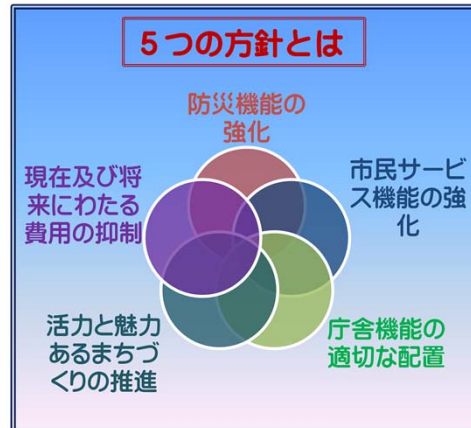 ５つの方針とは
防災機能の
強化
市民サービ
ス機能の強
化
庁舎機能の
適切な配置
活力と魅力
あるまちづ
くりの推進
現在及び将
来にわたる
費用の抑制